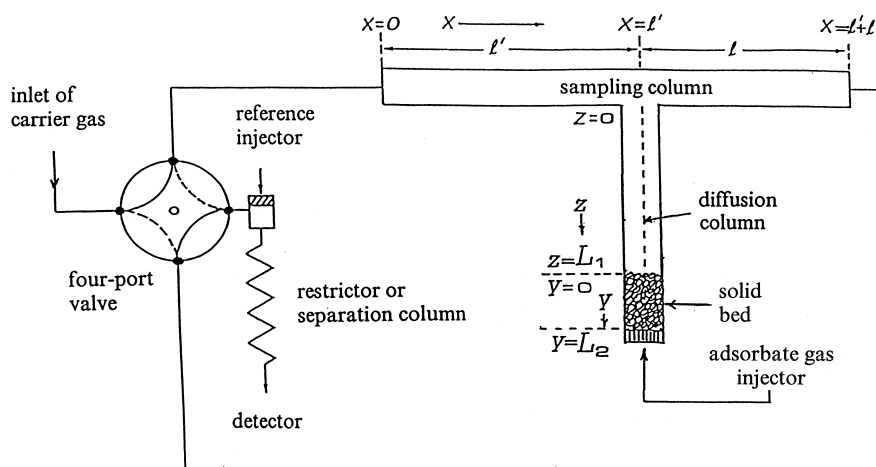 X=0
X
X=ℓ'
X=ℓ'+ℓ
ℓ'
ℓ
sampling column
inlet of
carrier gas
reference
injector
z=0
z
diffusion
column
z=L₁
y=0
y
y=L₂
solid
bed
four-port
valve
restrictor or
separation column
adsorbate gas
injector
detector